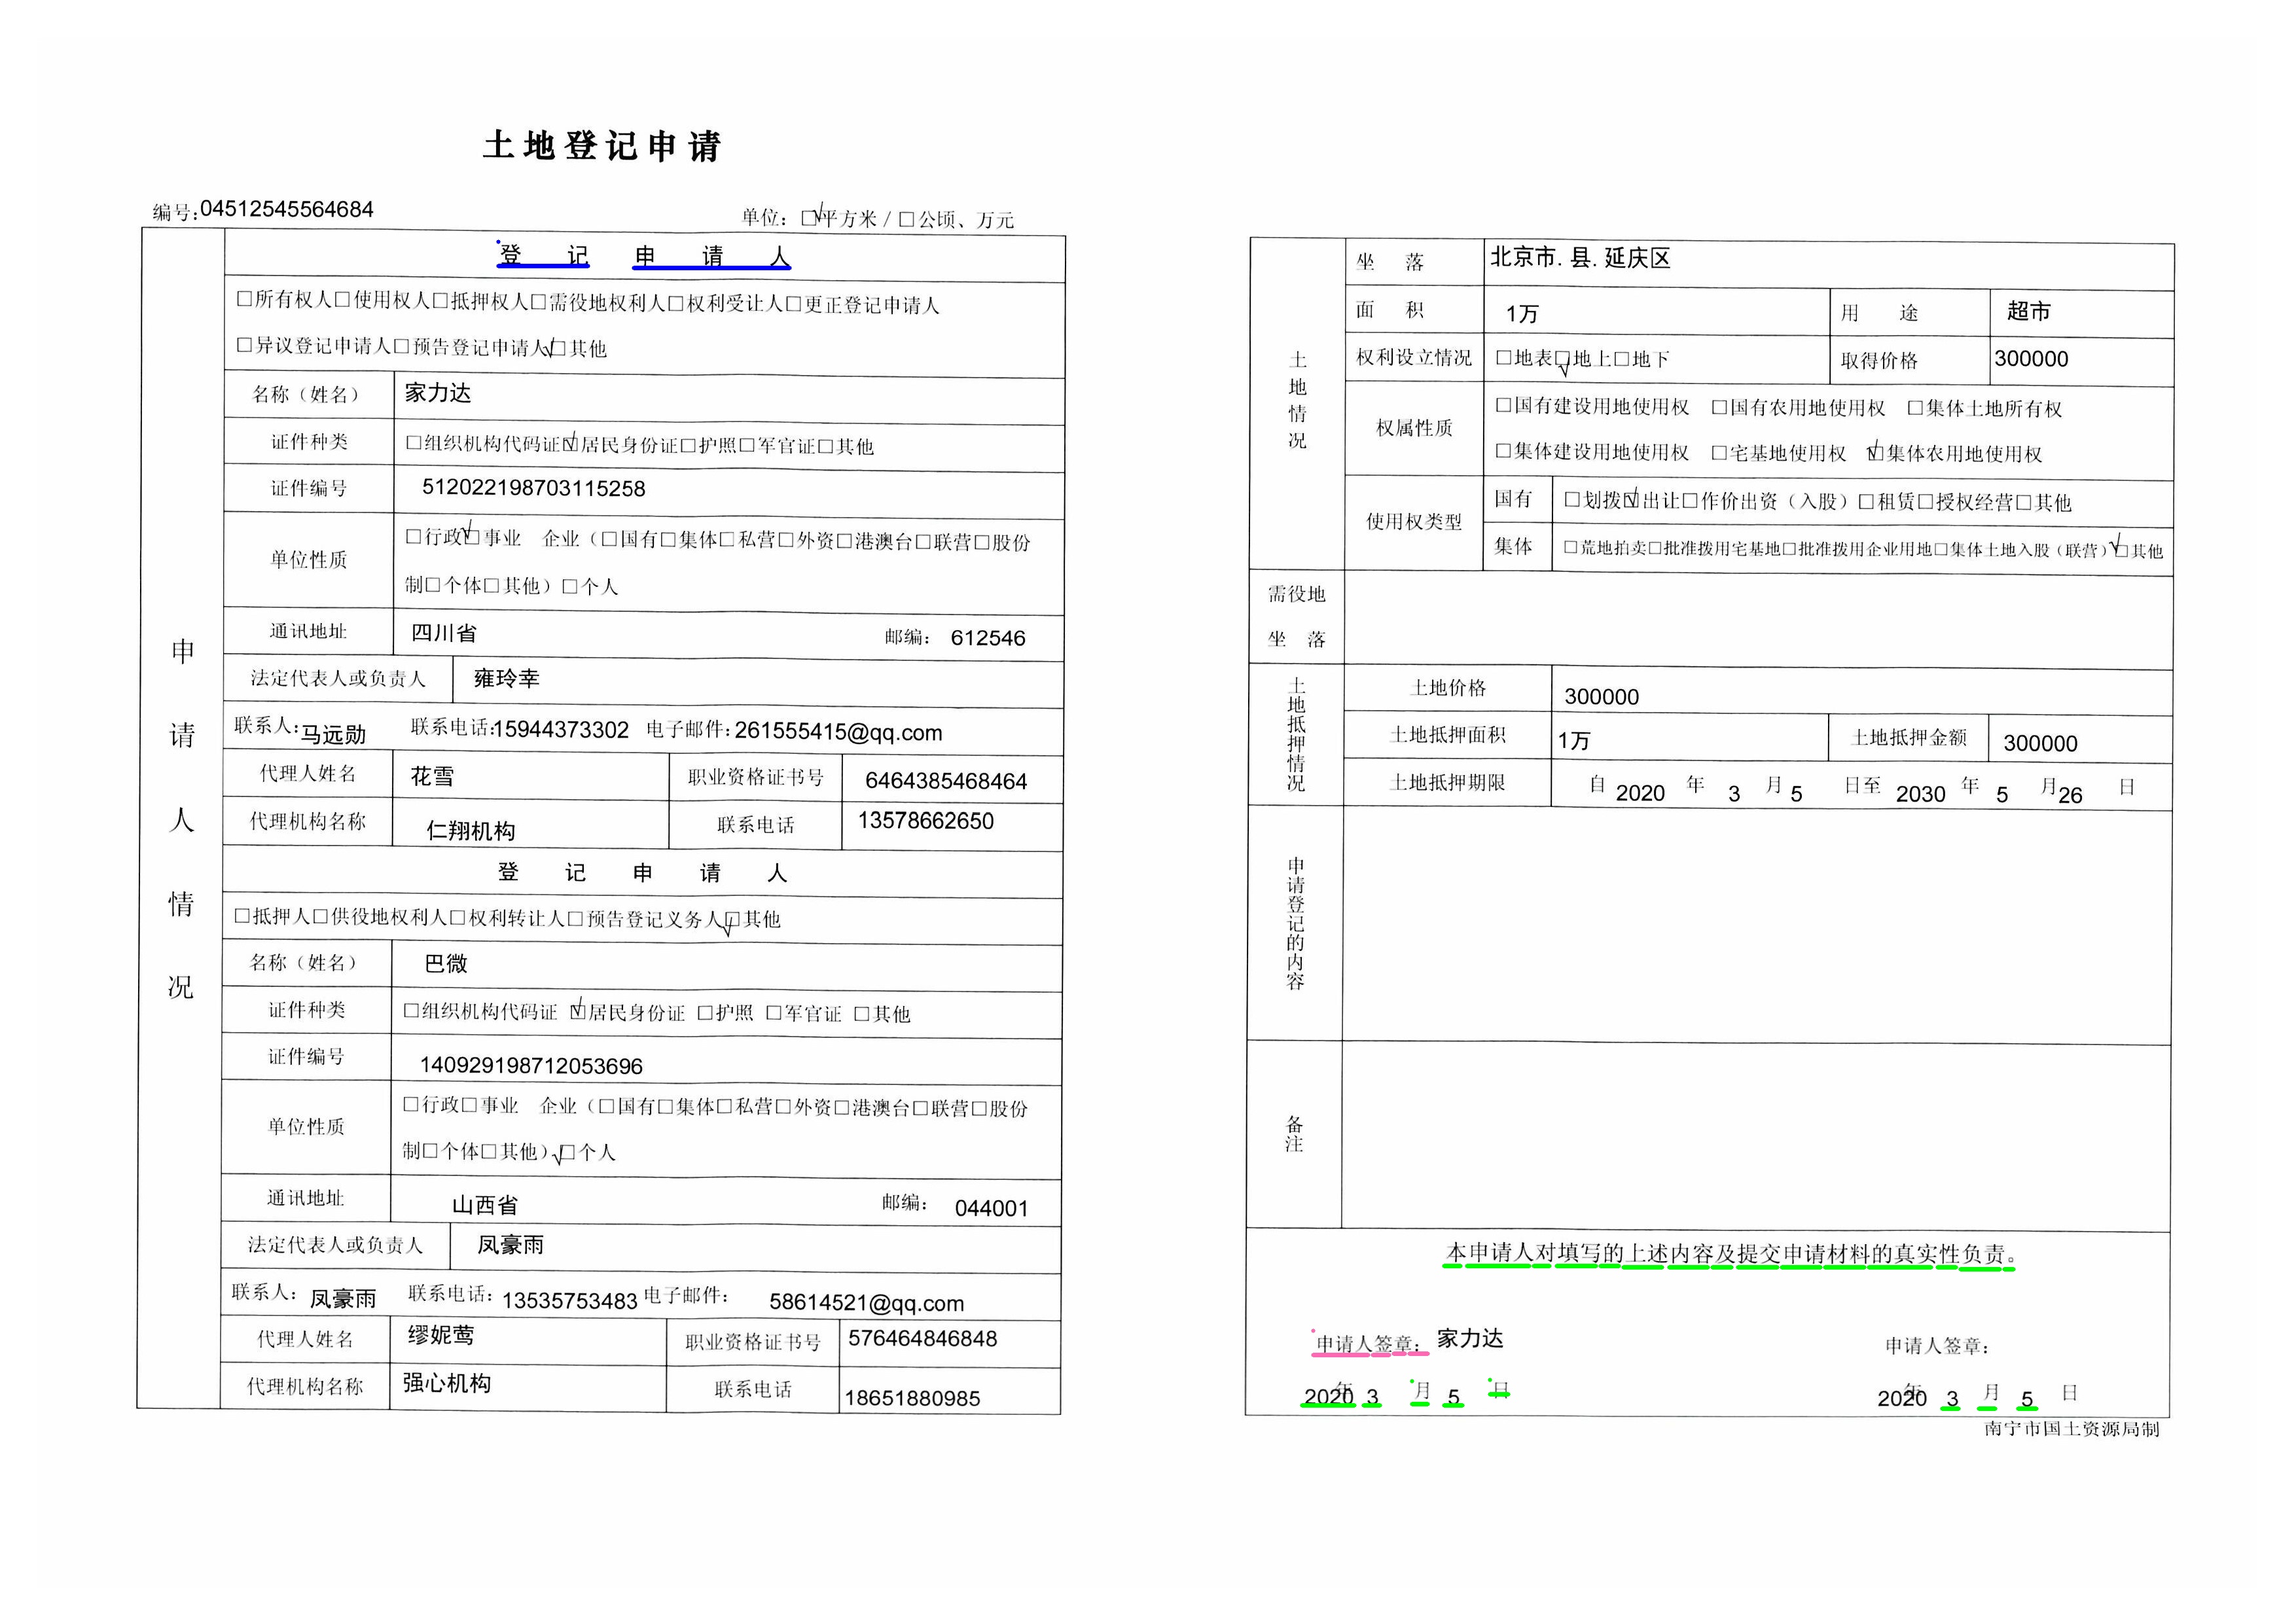 土地登记申请
编号:04512545564684 单位：□√平方米/□公顷、万元
申请人情况
登 记 申 请 人
□所有权人□使用权人□抵押权人□需役地权利人□权利受让人□更正登记申请人
□异议登记申请人□预告登记申请人√□其他
名称（姓名） 家力达
证件种类 □组织机构代码证☑居民身份证□护照□军官证□其他
证件编号 512022198703115258
单位性质 □行政☑事业 企业（□国有□集体□私营□外资□港澳台□联营□股份
制□个体□其他）□个人
通讯地址 四川省 邮编： 612546
法定代表人或负责人 雍玲幸
联系人:马远勋 联系电话:15944373302 电子邮件:261555415@qq.com
代理人姓名 花雪 职业资格证书号 6464385468464
代理机构名称 仁翔机构 联系电话 13578662650
登 记 申 请 人
□抵押人□供役地权利人□权利转让人□预告登记义务人☑其他
名称（姓名） 巴微
证件种类 □组织机构代码证 ☑居民身份证 □护照 □军官证 □其他
证件编号 140929198712053696
单位性质 □行政□事业 企业（□国有□集体□私营□外资□港澳台□联营□股份
制□个体□其他）☑个人
通讯地址 山西省 邮编： 044001
法定代表人或负责人 凤豪雨
联系人：凤豪雨 联系电话：13535753483 电子邮件： 58614521@qq.com
代理人姓名 缪妮莺 职业资格证书号 576464846848
代理机构名称 强心机构 联系电话 18651880985
土地情况
坐 落 北京市.县.延庆区
面 积 1万 用 途 超市
权利设立情况 □地表☑地上□地下 取得价格 300000
权属性质 □国有建设用地使用权 □国有农用地使用权 □集体土地所有权
□集体建设用地使用权 □宅基地使用权 ☑集体农用地使用权
使用权类型 国有 □划拨☑出让□作价出资（入股）□租赁□授权经营□其他
集体 □荒地拍卖□批准拨用宅基地□批准拨用企业用地□集体土地入股（联营）☑其他
需役地
坐 落
土地抵押情况
土地价格 300000
土地抵押面积 1万 土地抵押金额 300000
土地抵押期限 自 2020 年 3 月 5 日至 2030 年 5 月 26 日
申请登记的内容
备注
本申请人对填写的上述内容及提交申请材料的真实性负责。
申请人签章：家力达 申请人签章：
2020 年 3 月 5 日 2020 年 3 月 5 日
南宁市国土资源局制